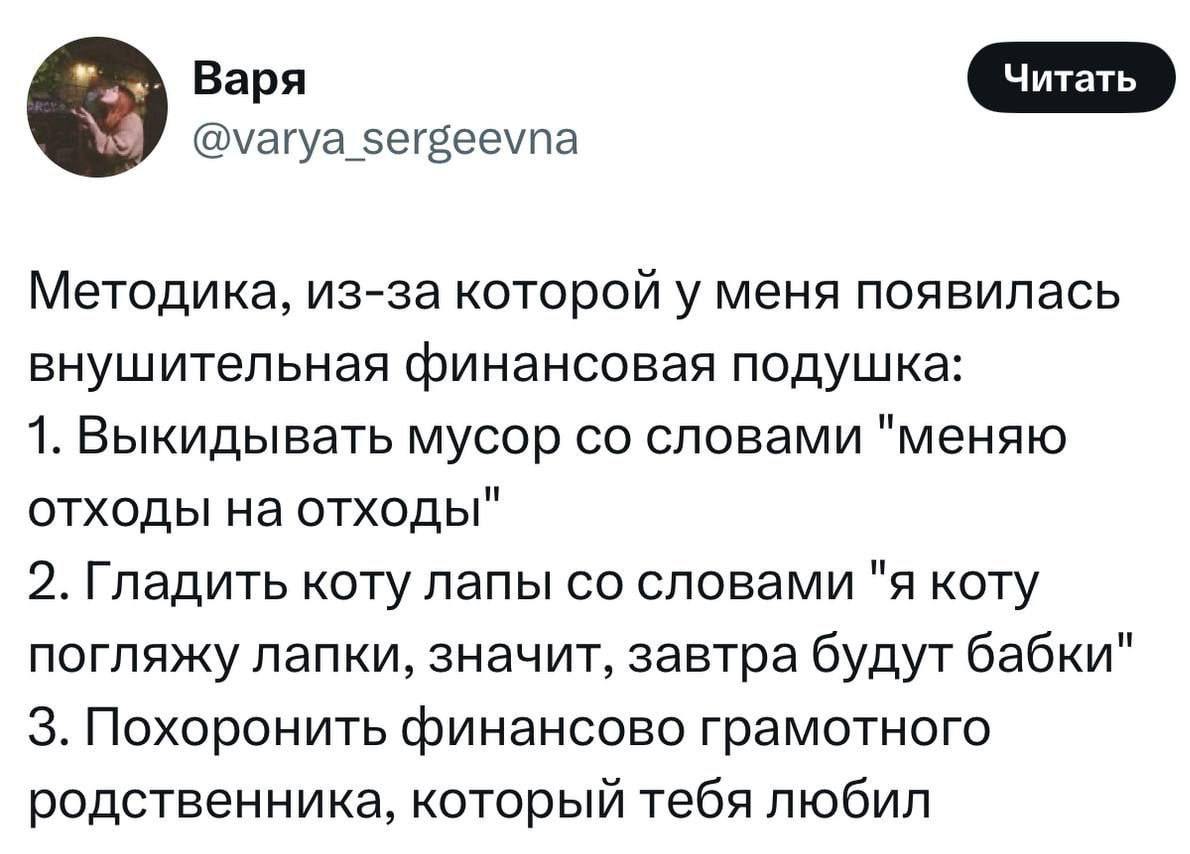 Варя
Читать
@varya_sergeevna
Методика, из-за которой у меня появилась
внушительная финансовая подушка:
1. Выкидывать мусор со словами "меняю
отходы на отходы"
2. Гладить коту лапы со словами "я коту
погляжу лапки, значит, завтра будут бабки"
3. Похоронить финансово грамотного
родственника, который тебя любил